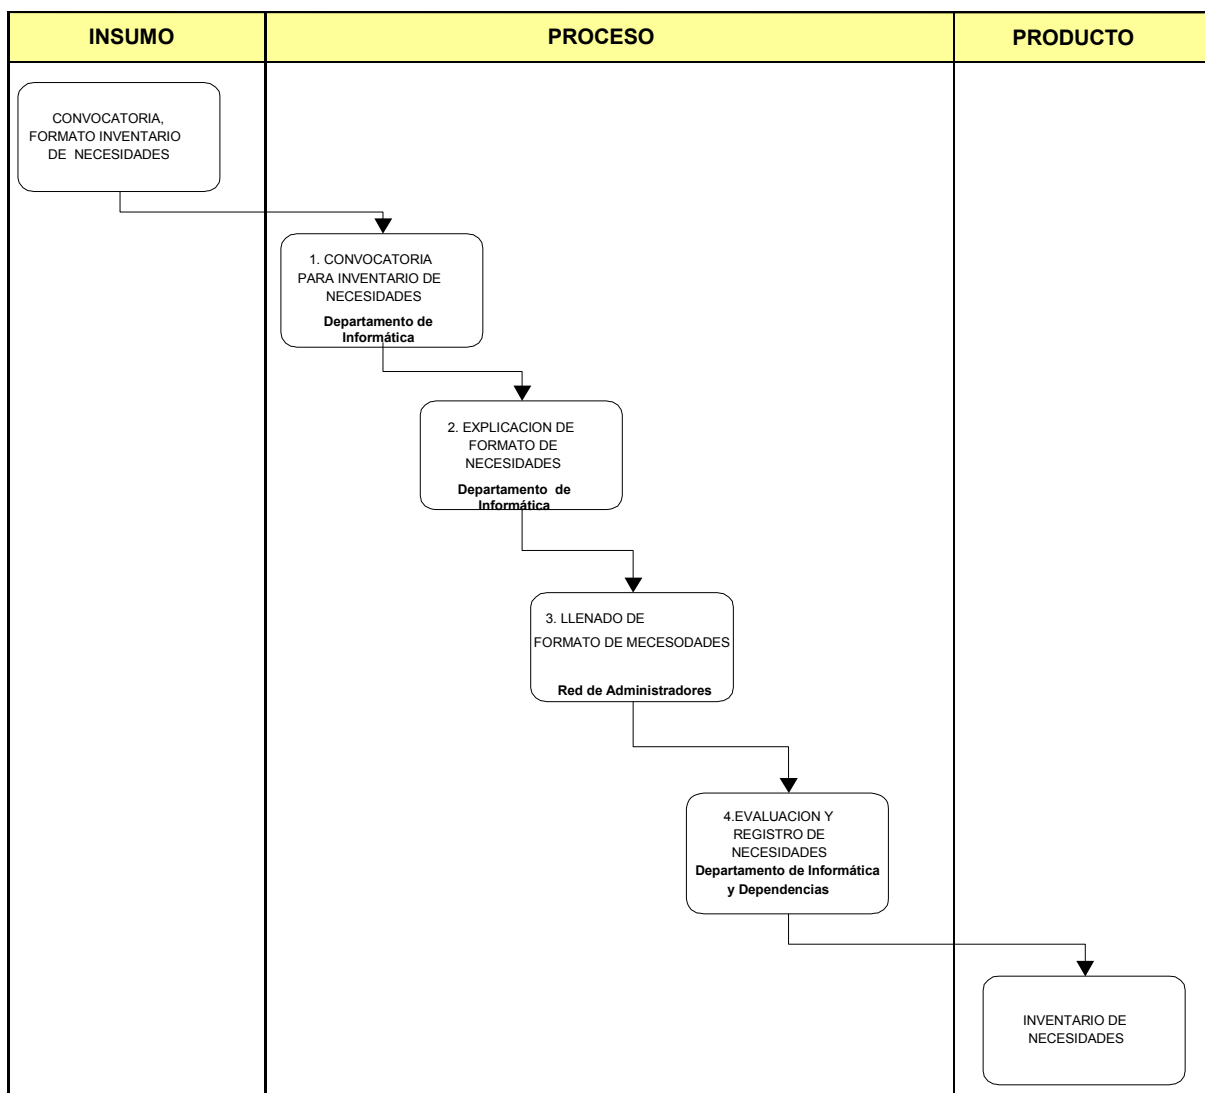 INSUMO
PROCESO
PRODUCTO
CONVOCATORIA,
FORMATO INVENTARIO
DE NECESIDADES
1. CONVOCATORIA
PARA INVENTARIO DE
NECESIDADES
Departamento de
Informática
2. EXPLICACION DE
FORMATO DE
NECESIDADES
Departamento de
Informática
3. LLENADO DE
FORMATO DE MECESODADES
Red de Administradores
4.EVALUACION Y
REGISTRO DE
NECESIDADES
Departamento de Informática
y Dependencias
INVENTARIO DE
NECESIDADES